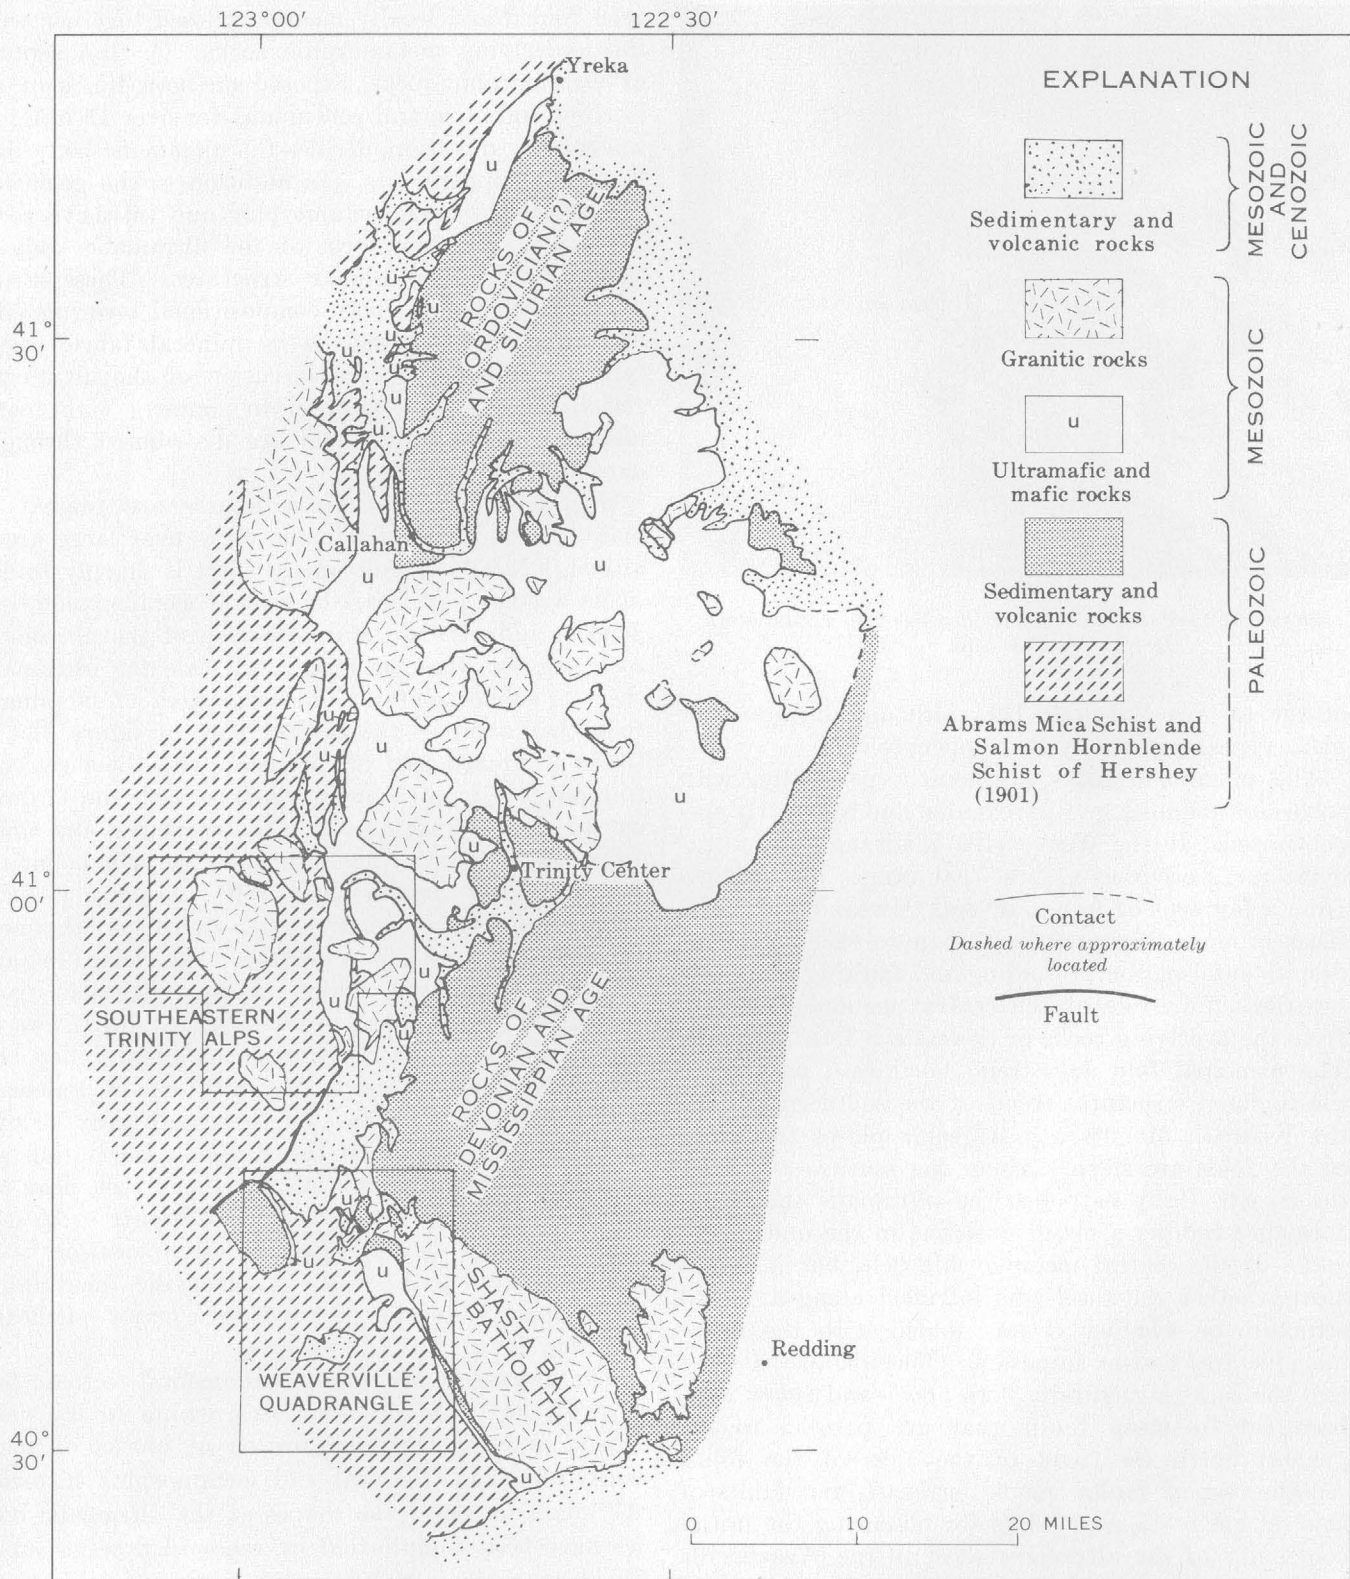 123°00′
122°30′
Yreka
EXPLANATION
Sedimentary and
volcanic rocks
MESOZOIC
AND
CENOZOIC
Granitic rocks
u
Ultramafic and
mafic rocks
MESOZOIC
Sedimentary and
volcanic rocks
Abrams Mica Schist and
Salmon Hornblende
Schist of Hershey
(1901)
PALEOZOIC
Contact
Dashed where approximately
located
Fault
41°
30′
ROCKS OF
ORDOVICIAN(?)
AND SILURIAN AGE
u
u
u
u
u
u
u
u
Callahan
u
u
u
u
u
u
u
Trinity Center
41°
00′
u
u
u
SOUTHEASTERN
TRINITY ALPS
ROCKS OF
DEVONIAN AND
MISSISSIPPIAN AGE
u
u
u
SHASTA BALLY
BATHOLITH
Redding
WEAVERVILLE
QUADRANGLE
40°
30′
u
0 10 20 MILES